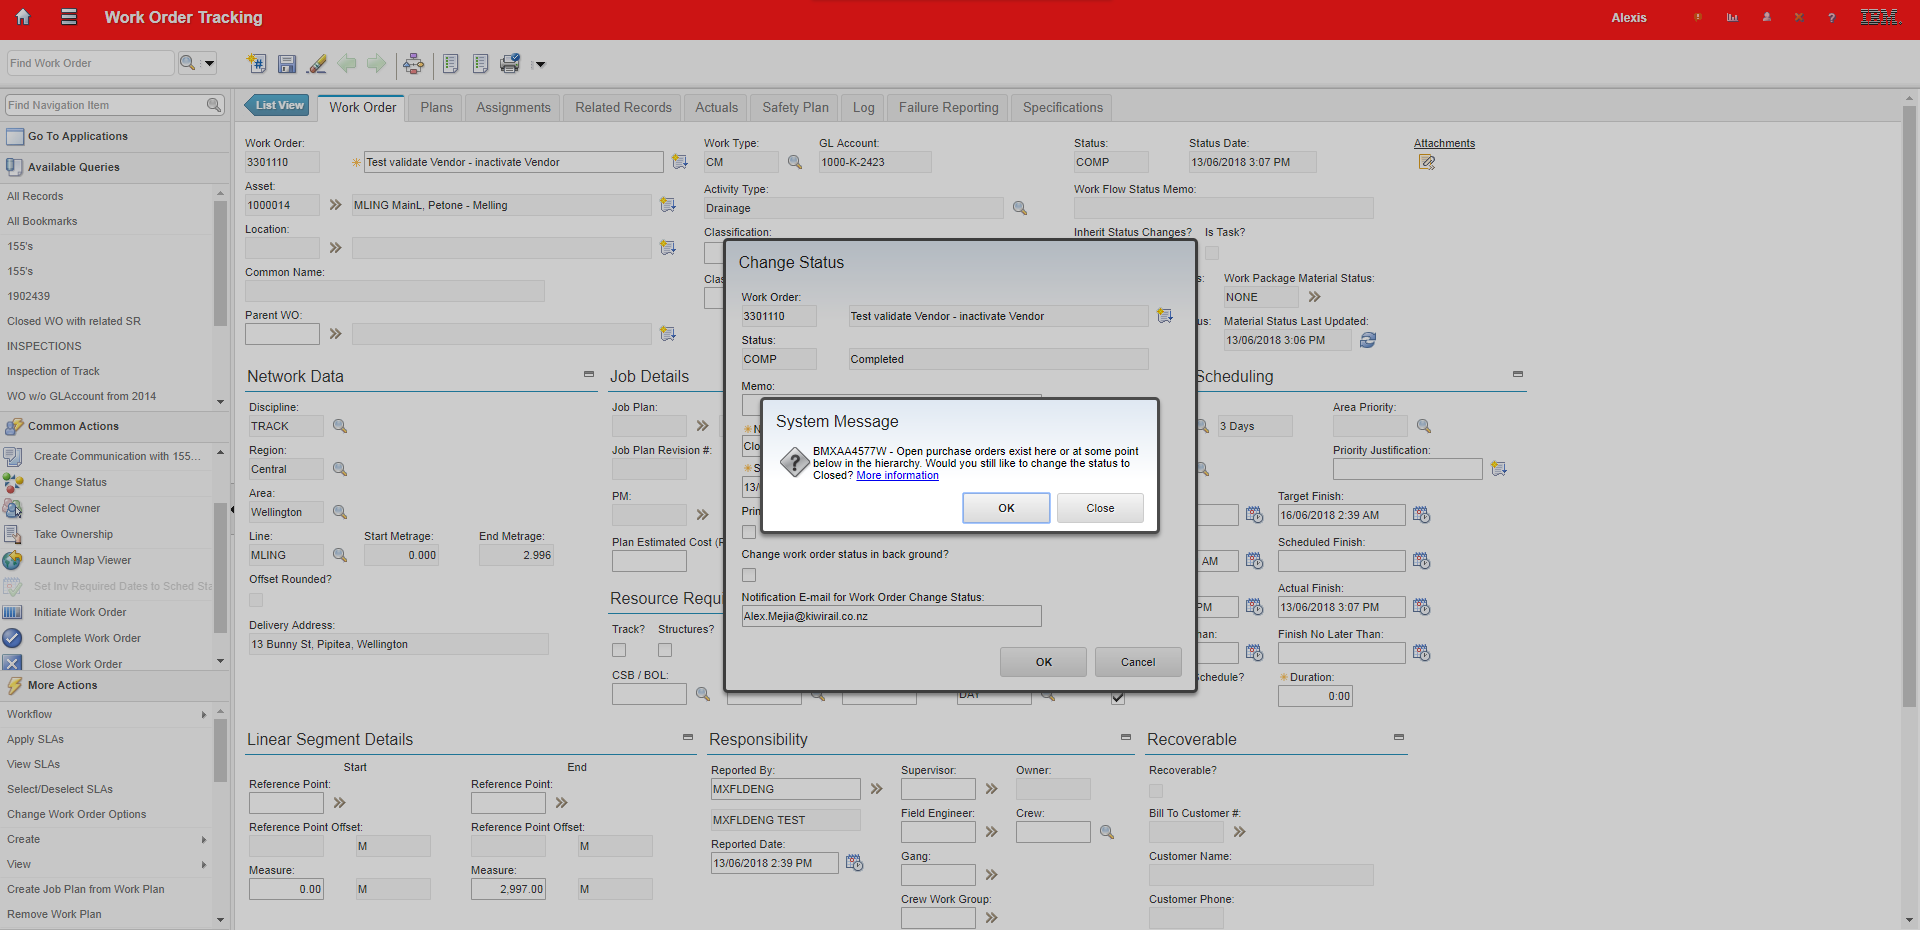 Work Order Tracking
Alexis
?
IBM.
Find Work Order
Find Navigation Item
Go To Applications
Available Queries
All Records
All Bookmarks
155's
155's
1902439
Closed WO with related SR
INSPECTIONS
Inspection of Track
WO w/o GLAccount from 2014
Common Actions
Create Communication with 155...
Change Status
Select Owner
Take Ownership
Launch Map Viewer
Set Inv Required Dates to Sched Sta
Initiate Work Order
Complete Work Order
Close Work Order
More Actions
Workflow
Apply SLAs
View SLAs
Select/Deselect SLAs
Change Work Order Options
Create
View
Create Job Plan from Work Plan
Remove Work Plan
List View
Work Order
Plans
Assignments
Related Records
Actuals
Safety Plan
Log
Failure Reporting
Specifications
Work Order:
3301110
Test validate Vendor - inactivate Vendor
Asset:
1000014
MLING MainL, Petone - Melling
Location:
Common Name:
Parent WO:
Work Type:
CM
GL Account:
1000-K-2423
Activity Type:
Drainage
Classification:
Clas
Status:
COMP
Status Date:
13/06/2018 3:07 PM
Attachments
Work Flow Status Memo:
Inherit Status Changes?
Is Task?
s:
Work Package Material Status:
NONE
us:
Material Status Last Updated:
13/06/2018 3:06 PM
Network Data
Discipline:
TRACK
Region:
Central
Area:
Wellington
Line:
MLING
Start Metrage:
0.000
End Metrage:
2.996
Offset Rounded?
Delivery Address:
13 Bunny St, Pipitea, Wellington
Job Details
Job Plan:
Job Plan Revision #:
PM:
Plan Estimated Cost (F
Resource Requi
Track?
Structures?
CSB / BOL:
DAY
Scheduling
3 Days
Area Priority:
Priority Justification:
Target Finish:
16/06/2018 2:39 AM
Scheduled Finish:
AM
Actual Finish:
PM
13/06/2018 3:07 PM
han:
Finish No Later Than:
chedule?
Duration:
0:00
Change Status
Work Order:
3301110
Test validate Vendor - inactivate Vendor
Status:
COMP
Completed
Memo:
N
Clo
S
13/
Prin
Change work order status in back ground?
Notification E-mail for Work Order Change Status:
Alex.Mejia@kiwirail.co.nz
OK
Cancel
System Message
BMXAA4577W - Open purchase orders exist here or at some point
below in the hierarchy. Would you still like to change the status to
Closed? More information
OK
Close
Linear Segment Details
Start
End
Reference Point:
Reference Point:
Reference Point Offset:
M
Reference Point Offset:
M
Measure:
0.00
M
Measure:
2,997.00
M
Responsibility
Reported By:
MXFLDENG
MXFLDENG TEST
Reported Date:
13/06/2018 2:39 PM
Supervisor:
Owner:
Field Engineer:
Crew:
Gang:
Crew Work Group:
Recoverable
Recoverable?
Bill To Customer #:
Customer Name:
Customer Phone: